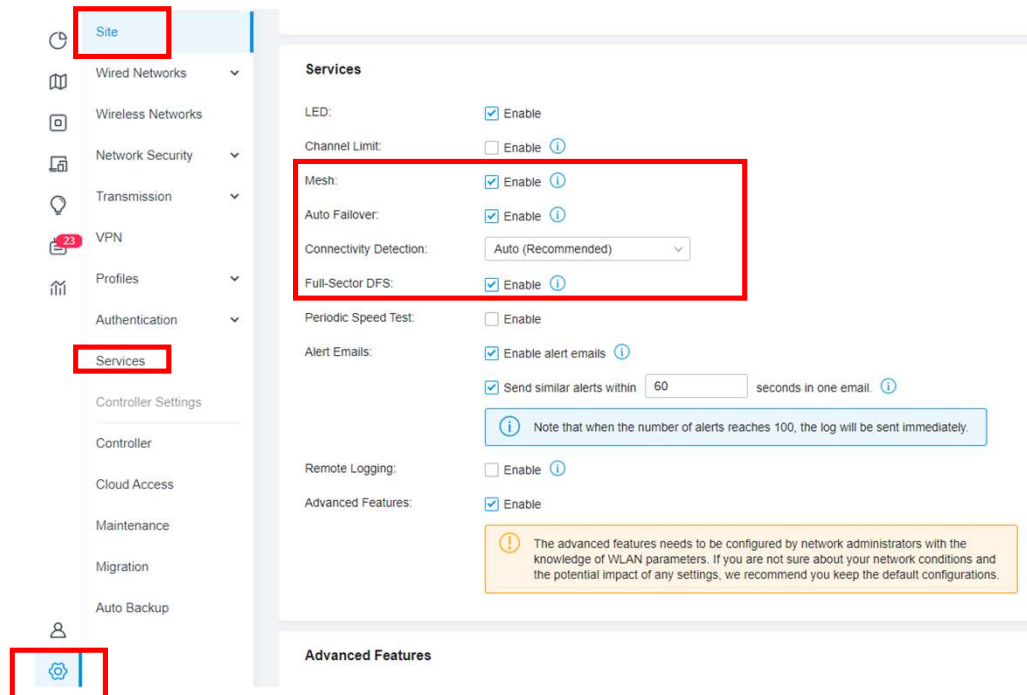 Site
Wired Networks
Wireless Networks
Network Security
Transmission
23
VPN
Profiles
Authentication
Services
Controller Settings
Controller
Cloud Access
Maintenance
Migration
Auto Backup
Services
LED:
Enable
Channel Limit:
Enable
Mesh:
Enable
Auto Failover:
Enable
Connectivity Detection:
Auto (Recommended)
Full-Sector DFS:
Enable
Periodic Speed Test:
Enable
Alert Emails:
Enable alert emails
Send similar alerts within 60 seconds in one email.
Note that when the number of alerts reaches 100, the log will be sent immediately.
Remote Logging:
Enable
Advanced Features:
Enable
The advanced features needs to be configured by network administrators with the
knowledge of WLAN parameters. If you are not sure about your network conditions and
the potential impact of any settings, we recommend you keep the default configurations.
Advanced Features